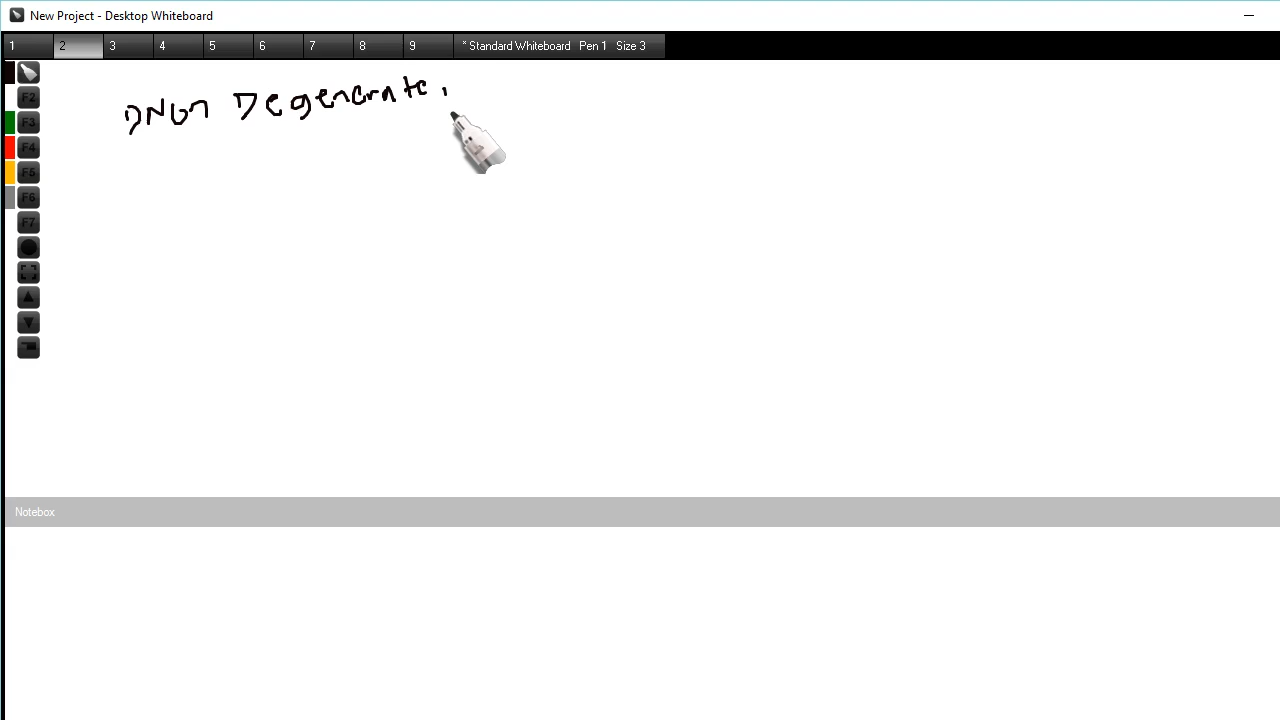 New Project - Desktop Whiteboard
1 2 3 4 5 6 7 8 9 * Standard Whiteboard Pen 1 Size 3
Degenerate
F2
F3
F4
F5
F6
F7
Notebox